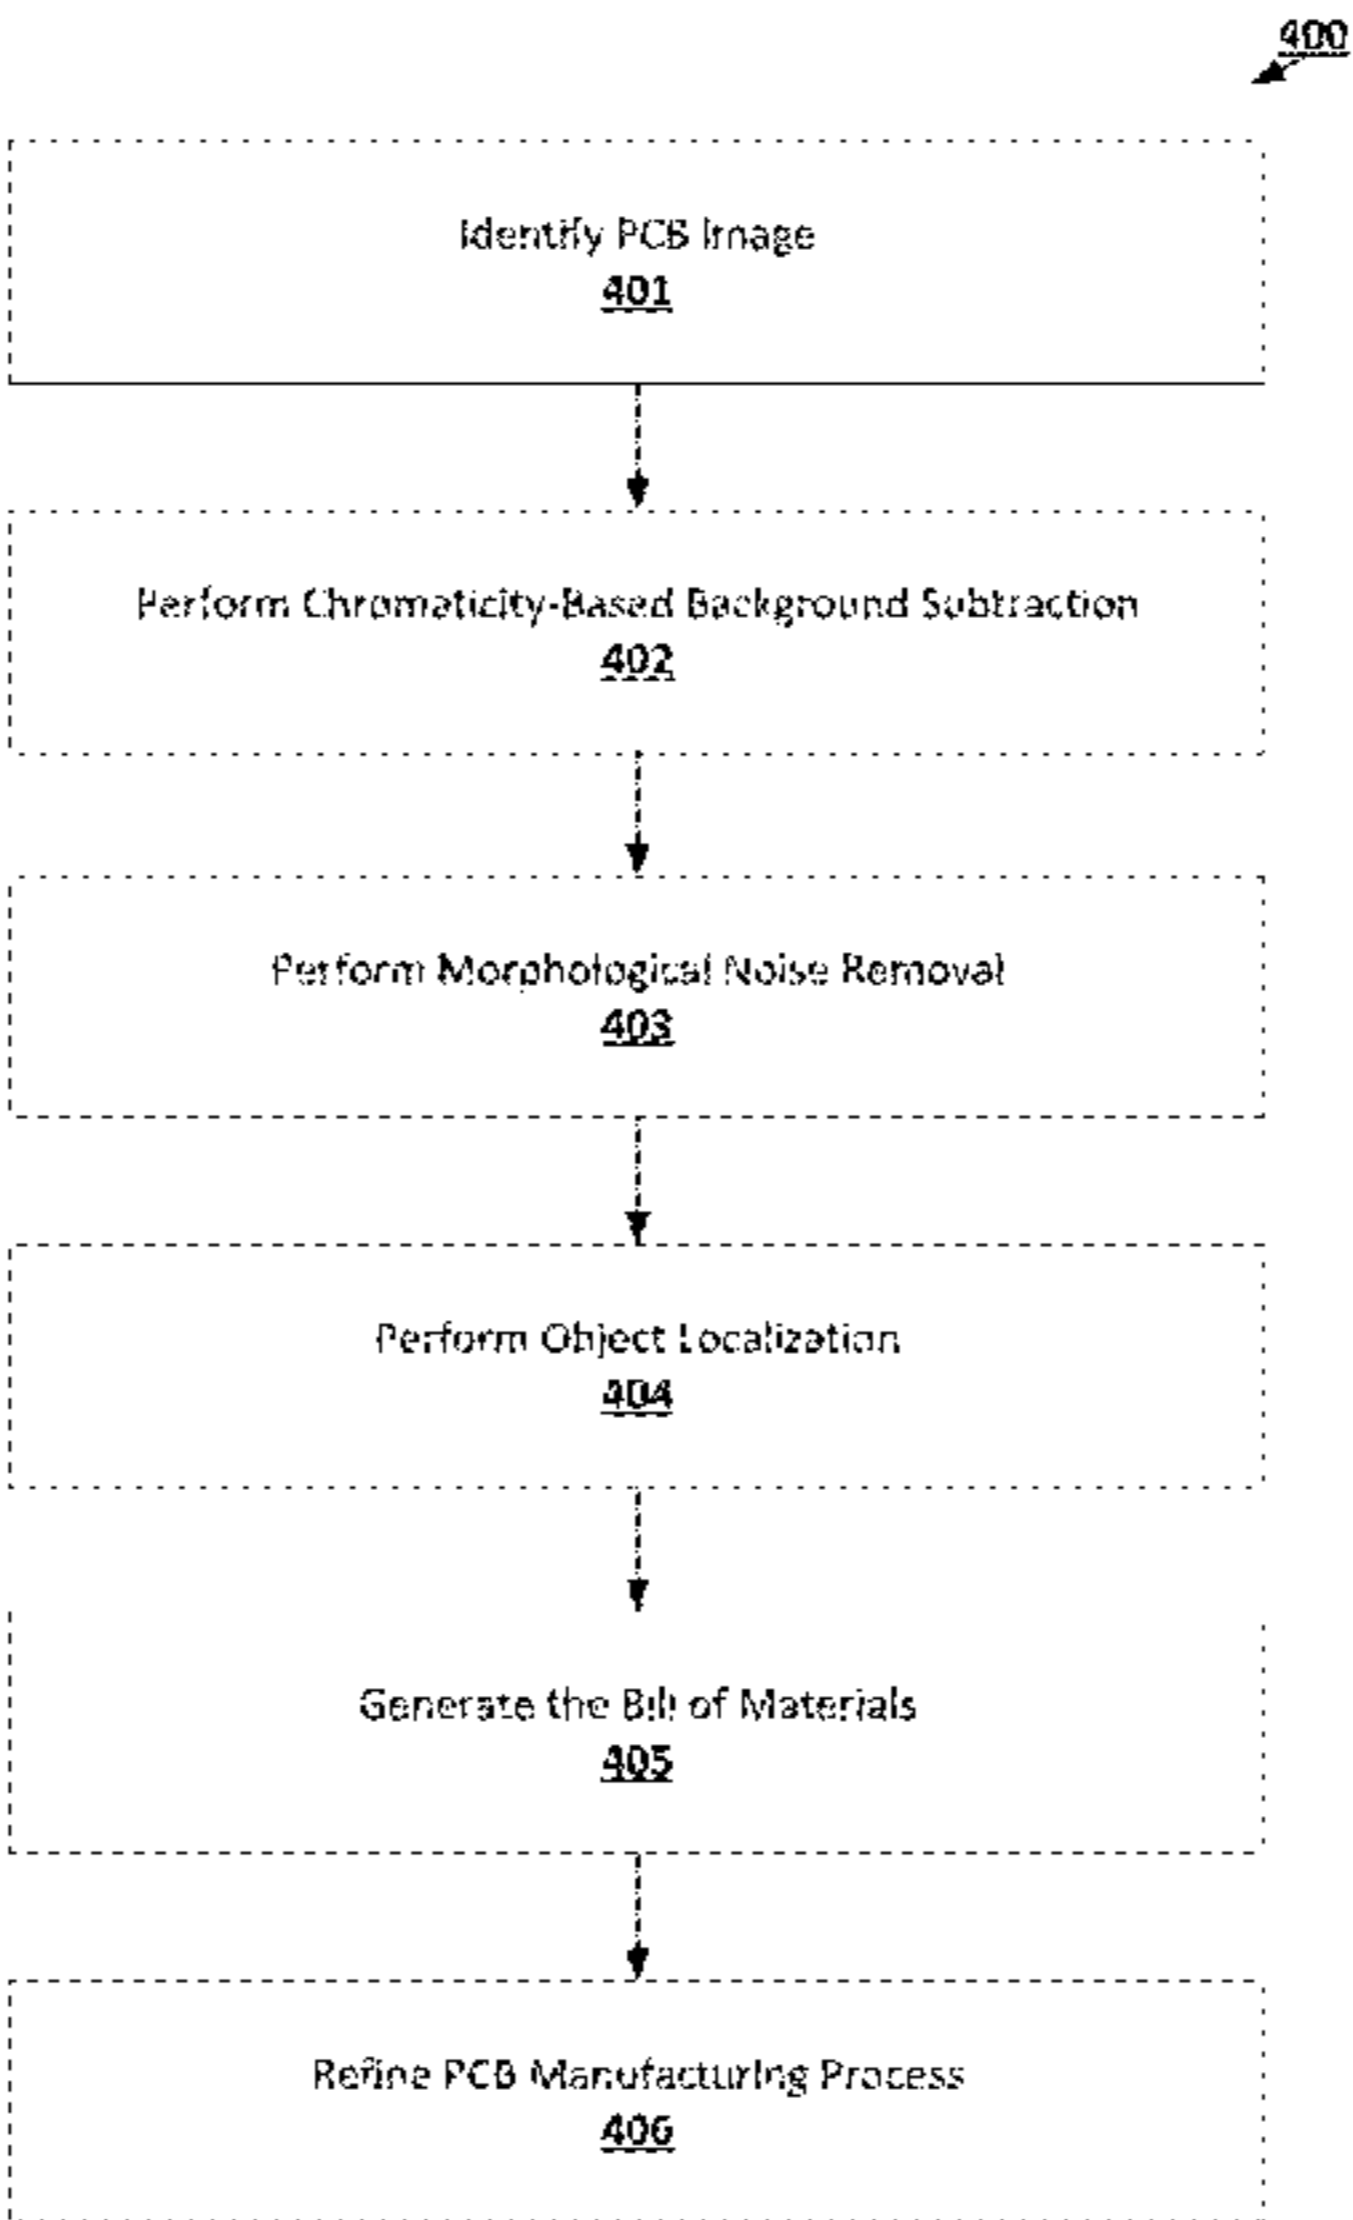 400
Identify PCB Image
401
Perform Chromaticity-Based Background Subtraction
402
Perform Morphological Noise Removal
403
Perform Object Localization
404
Generate the Bill of Materials
405
Refine PCB Manufacturing Process
406